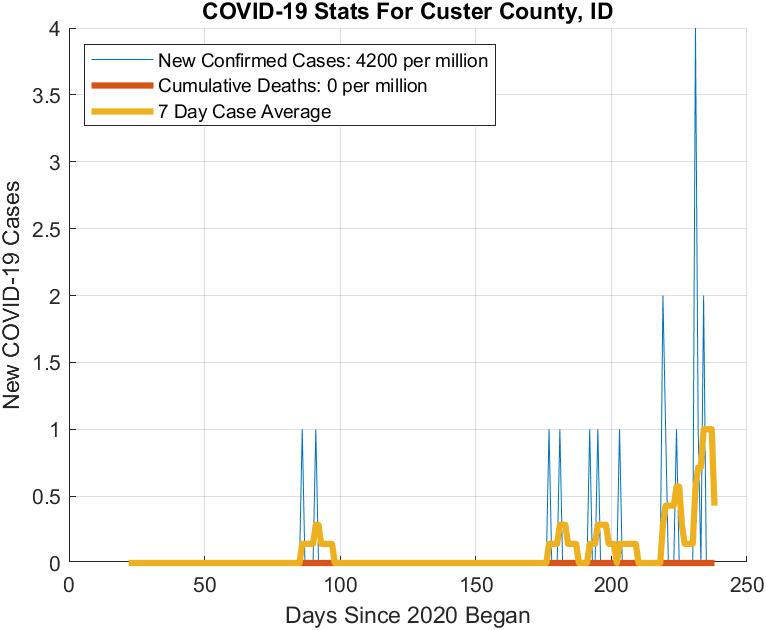 COVID-19 Stats For Custer County, ID
New Confirmed Cases: 4200 per million
Cumulative Deaths: 0 per million
7 Day Case Average
New COVID-19 Cases
4
3.5
3
2.5
2
1.5
1
0.5
0
0 50 100 150 200 250
Days Since 2020 Began